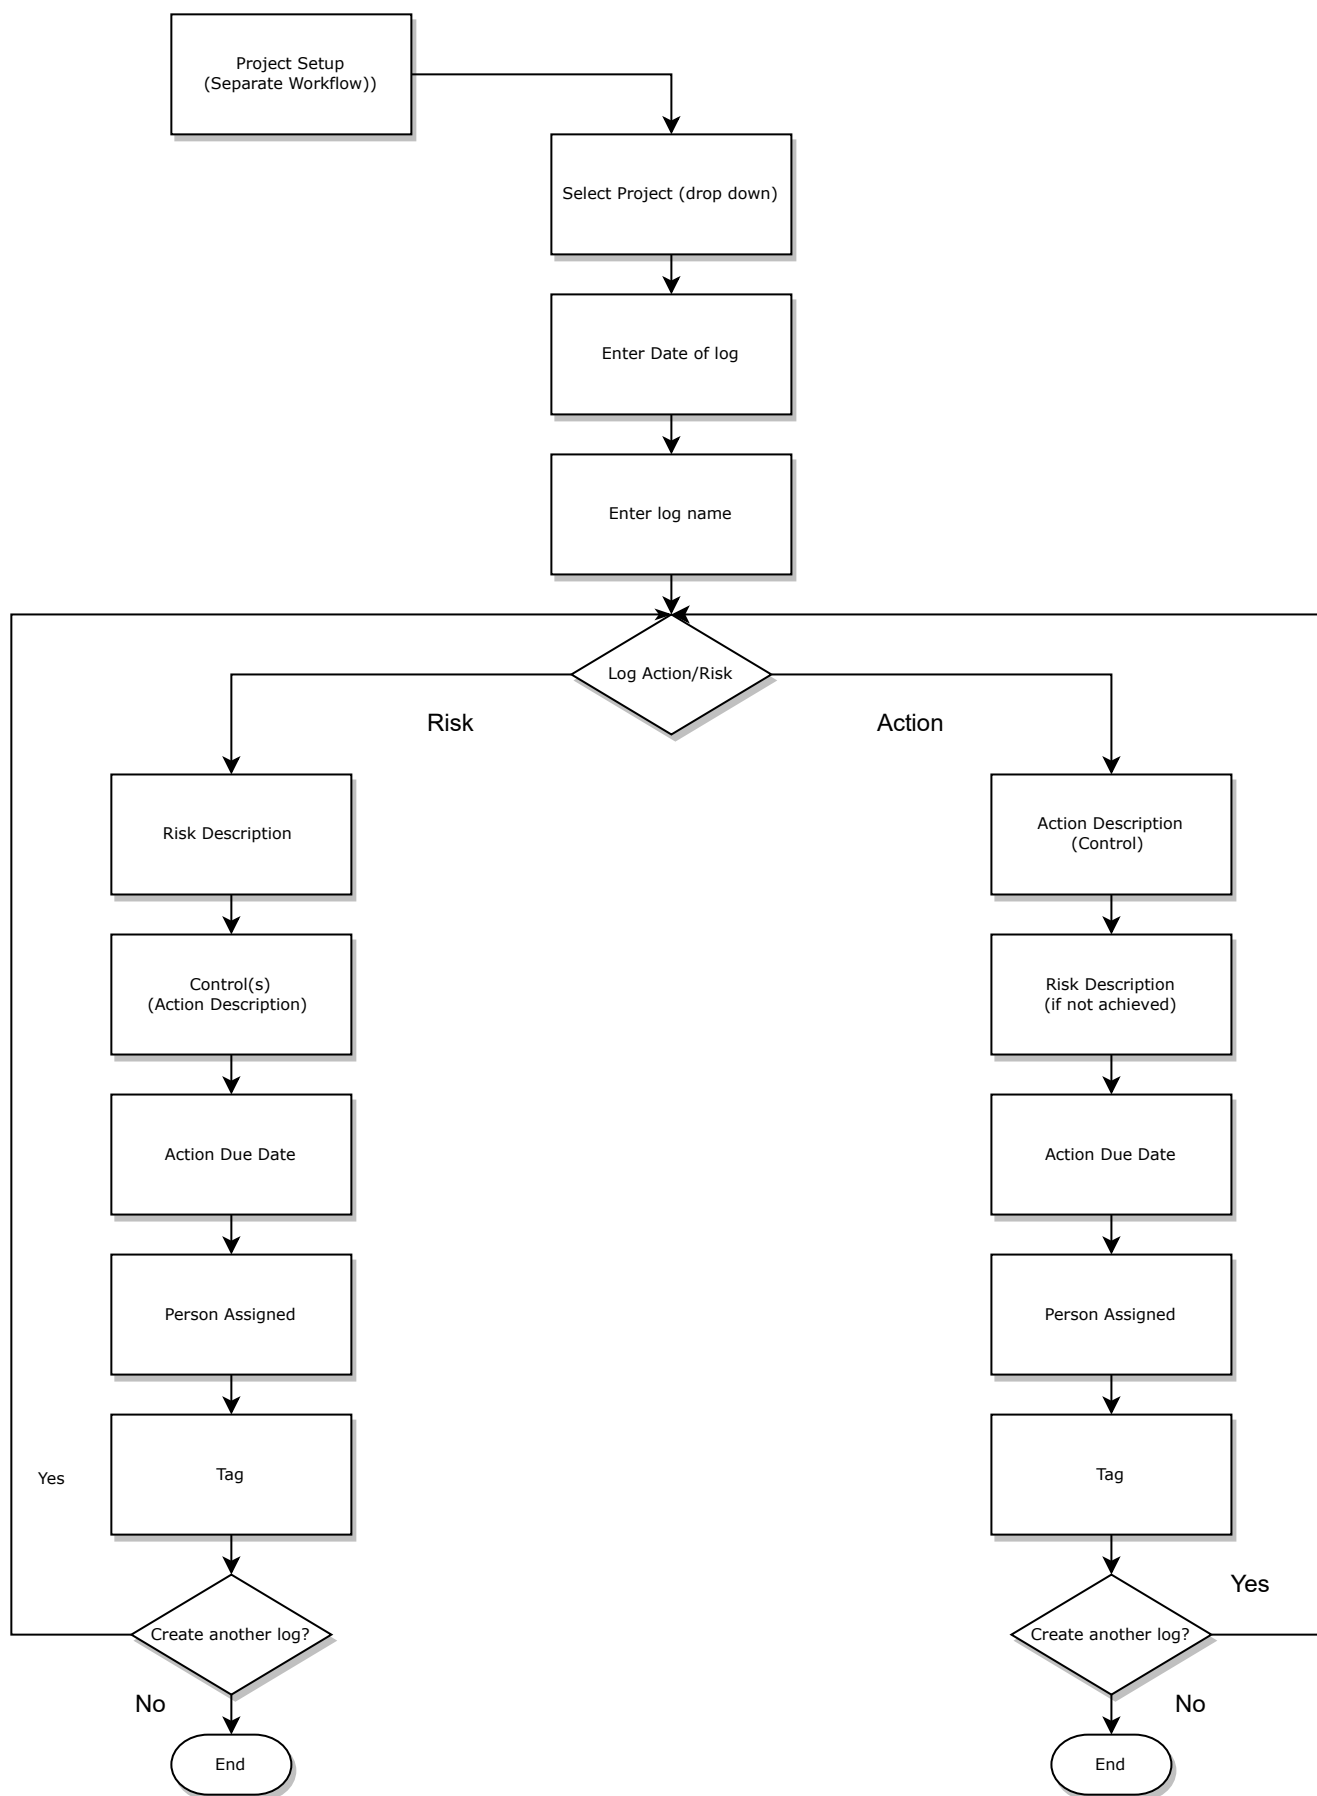 Project Setup
(Separate Workflow))
Select Project (drop down)
Enter Date of log
Enter log name
Log Action/Risk
Risk
Action
Risk Description
Control(s)
(Action Description)
Action Due Date
Person Assigned
Tag
Yes
Create another log?
No
End
Action Description
(Control)
Risk Description
(if not achieved)
Action Due Date
Person Assigned
Tag
Yes
Create another log?
No
End